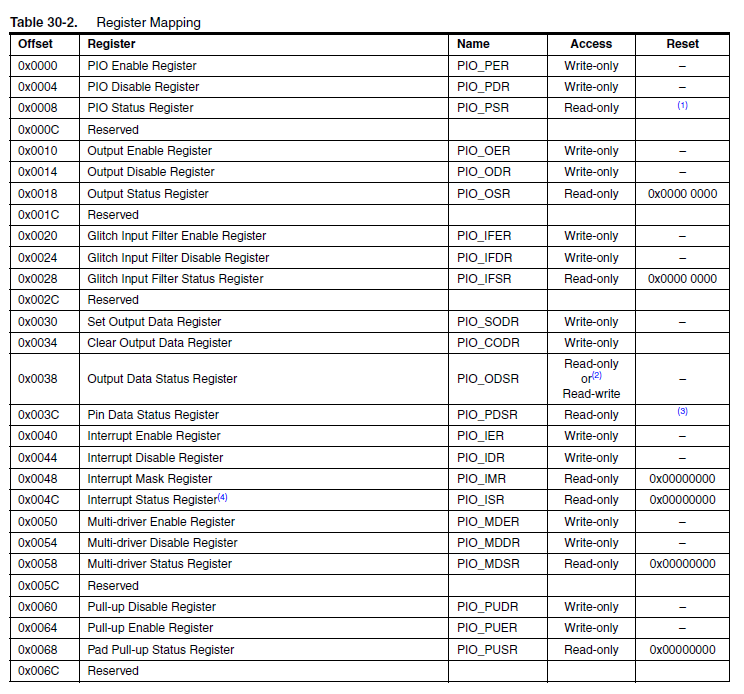 Table 30-2. Register Mapping
Offset Register Name Access Reset
0x0000 PIO Enable Register PIO_PER Write-only –
0x0004 PIO Disable Register PIO_PDR Write-only –
0x0008 PIO Status Register PIO_PSR Read-only (1)
0x000C Reserved
0x0010 Output Enable Register PIO_OER Write-only –
0x0014 Output Disable Register PIO_ODR Write-only –
0x0018 Output Status Register PIO_OSR Read-only 0x0000 0000
0x001C Reserved
0x0020 Glitch Input Filter Enable Register PIO_IFER Write-only –
0x0024 Glitch Input Filter Disable Register PIO_IFDR Write-only –
0x0028 Glitch Input Filter Status Register PIO_IFSR Read-only 0x0000 0000
0x002C Reserved
0x0030 Set Output Data Register PIO_SODR Write-only –
0x0034 Clear Output Data Register PIO_CODR Write-only
0x0038 Output Data Status Register PIO_ODSR Read-only
or(2)
Read-write –
0x003C Pin Data Status Register PIO_PDSR Read-only (3)
0x0040 Interrupt Enable Register PIO_IER Write-only –
0x0044 Interrupt Disable Register PIO_IDR Write-only –
0x0048 Interrupt Mask Register PIO_IMR Read-only 0x00000000
0x004C Interrupt Status Register(4) PIO_ISR Read-only 0x00000000
0x0050 Multi-driver Enable Register PIO_MDER Write-only –
0x0054 Multi-driver Disable Register PIO_MDDR Write-only –
0x0058 Multi-driver Status Register PIO_MDSR Read-only 0x00000000
0x005C Reserved
0x0060 Pull-up Disable Register PIO_PUDR Write-only –
0x0064 Pull-up Enable Register PIO_PUER Write-only –
0x0068 Pad Pull-up Status Register PIO_PUSR Read-only 0x00000000
0x006C Reserved